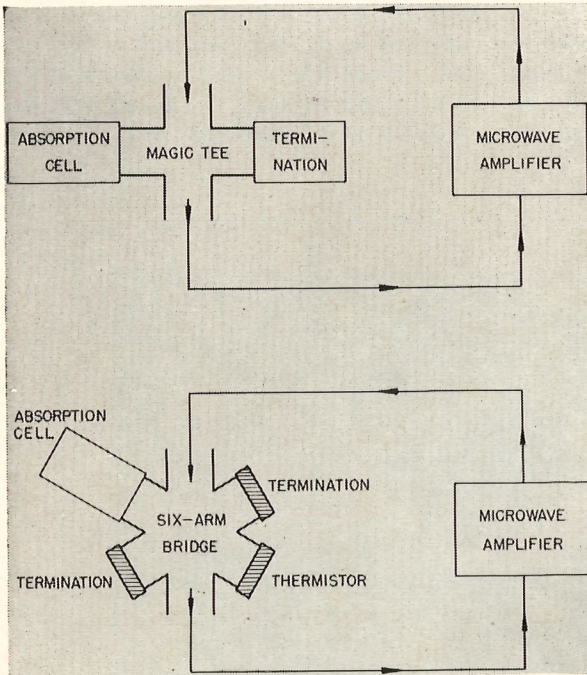 ABSORPTION
CELL
MAGIC TEE
TERMI-
NATION
MICROWAVE
AMPLIFIER
ABSORPTION
CELL
TERMINATION
SIX-ARM
BRIDGE
MICROWAVE
AMPLIFIER
TERMINATION
THERMISTOR